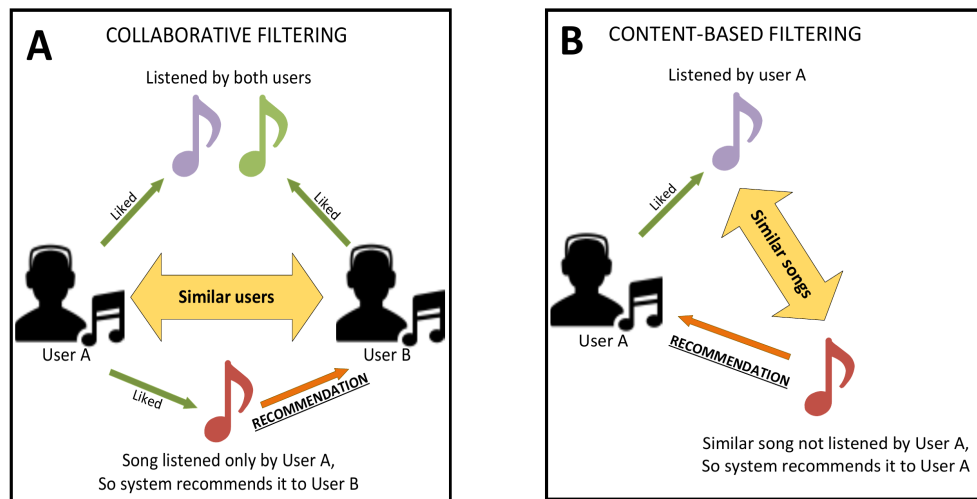 A
COLLABORATIVE FILTERING
Listened by both users
Liked
Liked
Similar users
User A
User B
Liked
RECOMMENDATION
Song listened only by User A,
So system recommends it to User B
B
CONTENT-BASED FILTERING
Listened by user A
Liked
Similar songs
User A
RECOMMENDATION
Similar song not listened by User A,
So system recommends it to User A